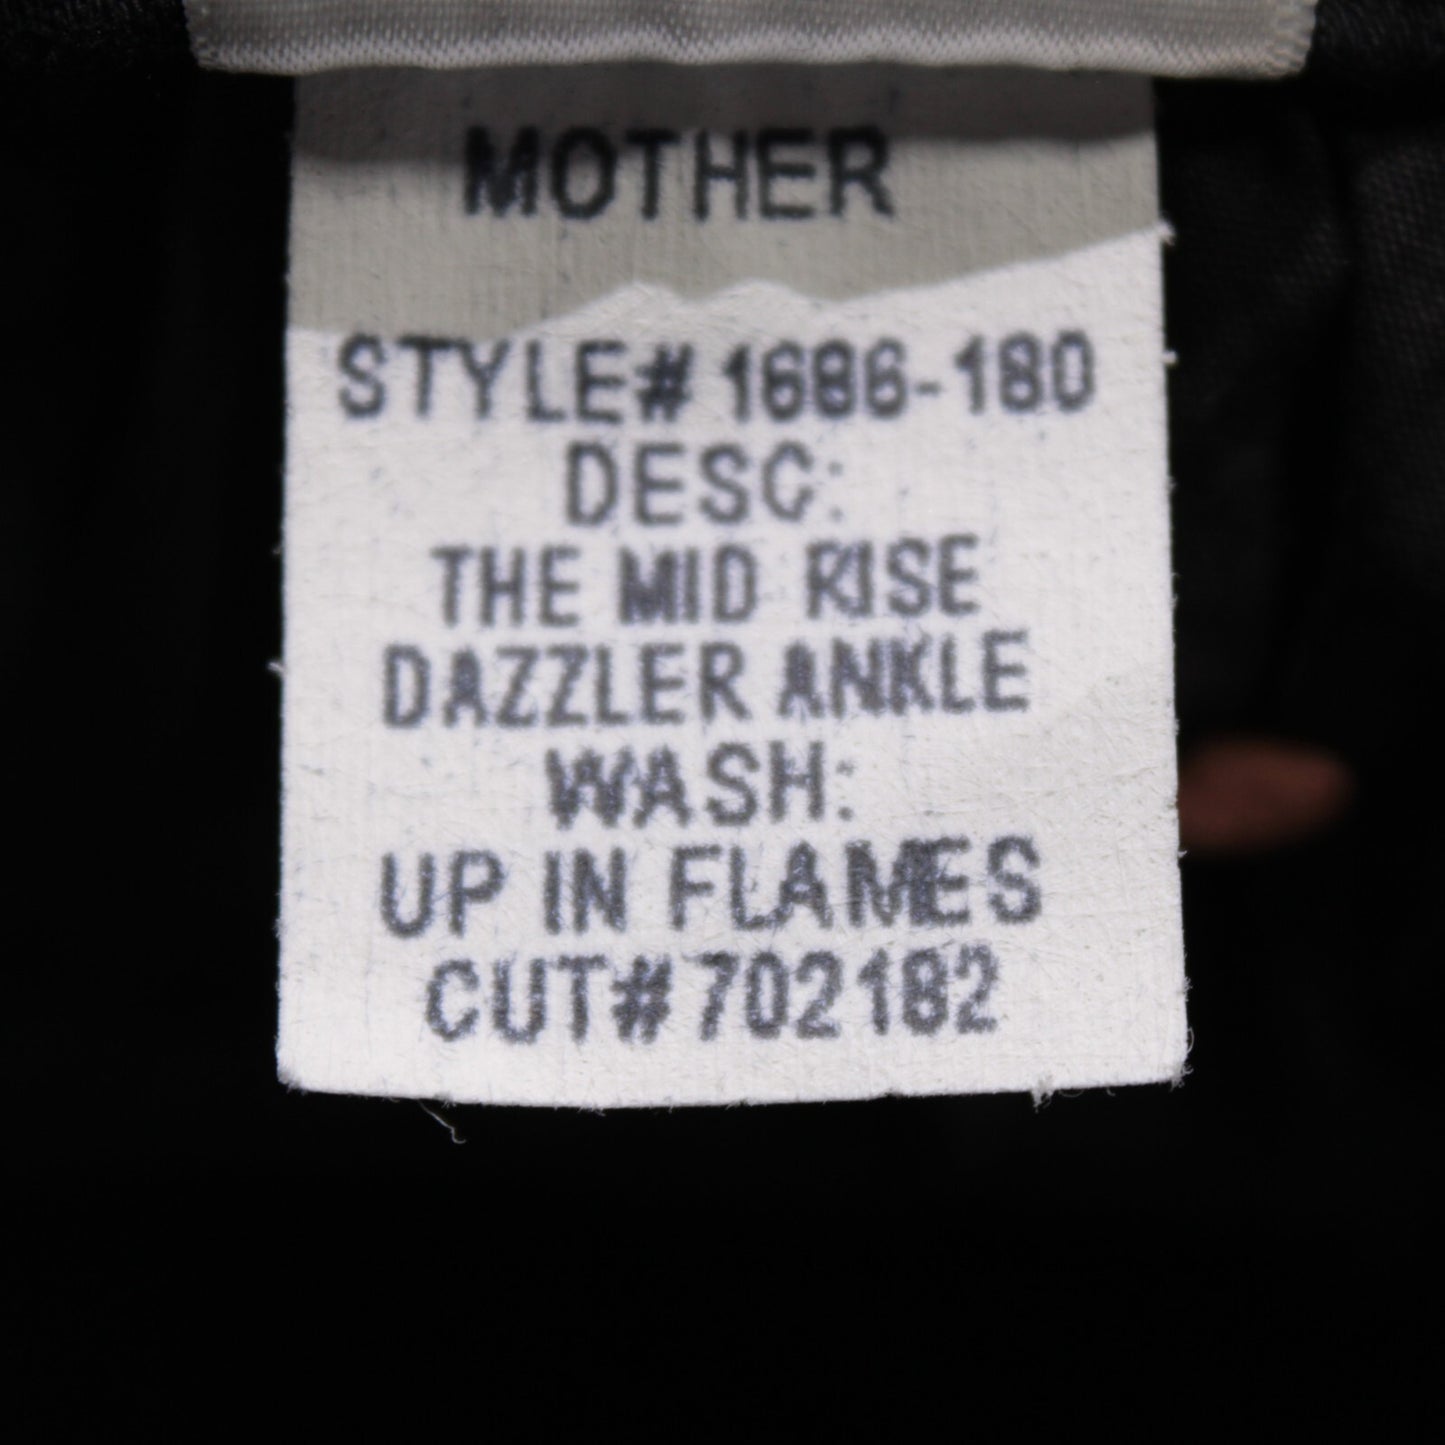 MOTHER
STYLE# 1686-180
DESC:
THE MID RISE
DAZZLER ANKLE
WASH:
UP IN FLAMES
CUT# 702182